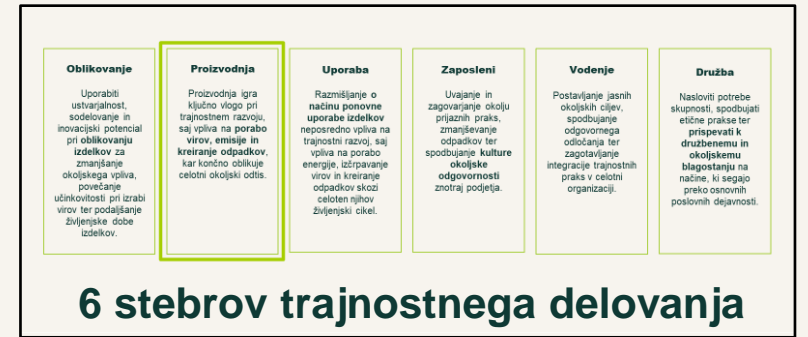 Oblikovanje
Uporabiti
ustvarjalnost,
sodelovanje in
inovacijski potencial
pri oblikovanju
izdelkov za
zmanjšanje
okoljskega vpliva,
povečanje
učinkovitosti pri izrabi
virov ter podaljšanje
življenjske dobe
izdelkov.
Proizvodnja
Proizvodnja igra
ključno vlogo pri
trajnostnem razvoju,
saj vpliva na porabo
virov, emisije in
kreiranje odpadkov,
kar končno oblikuje
celotni okoljski odtis.
Uporaba
Razmišljanje o
načinu ponovne
uporabe izdelkov
neposredno vpliva na
trajnostni razvoj, saj
vpliva na porabo
energije, izčrpavanje
virov in kreiranje
odpadkov skozi
celoten njihov
življenjski cikel.
Zaposleni
Uvajanje in
zagovarjanje okolju
prijaznih praks,
zmanjševanje
odpadkov ter
spodbujanje kulture
okoljske
odgovornosti
znotraj podjetja.
Vodenje
Postavljanje jasnih
okoljskih ciljev,
spodbujanje
odgovornega
odločanja ter
zagotavljanje
integracije trajnostnih
praks v celotni
organizaciji.
Družba
Nasloviti potrebe
skupnosti, spodbujati
etične prakse ter
prispevati k
družbenemu in
okoljskemu
blagostanju na
načine, ki segajo
preko osnovnih
poslovnih dejavnosti.
6 stebrov trajnostnega delovanja